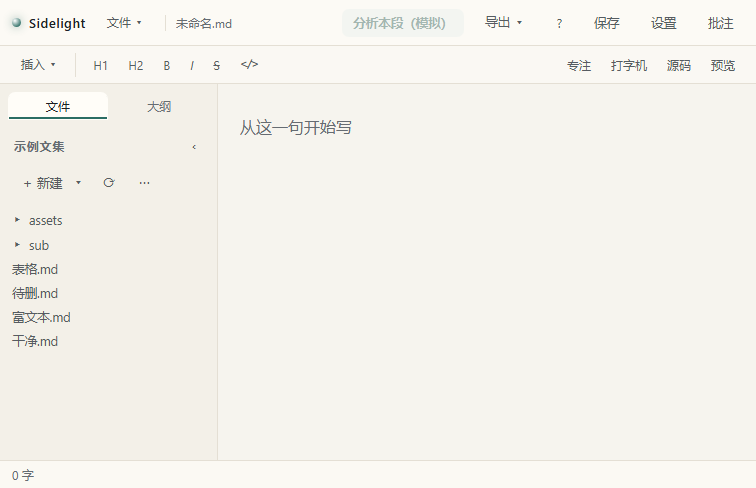 Sidelight 文件 未命名.md 分析本段（模拟） 导出 ? 保存 设置 批注
插入 H1 H2 B I S </> 专注 打字机 源码 预览
文件 大纲
示例文集
+ 新建 ···
assets
sub
表格.md
待删.md
富文本.md
干净.md
从这一句开始写
0 字